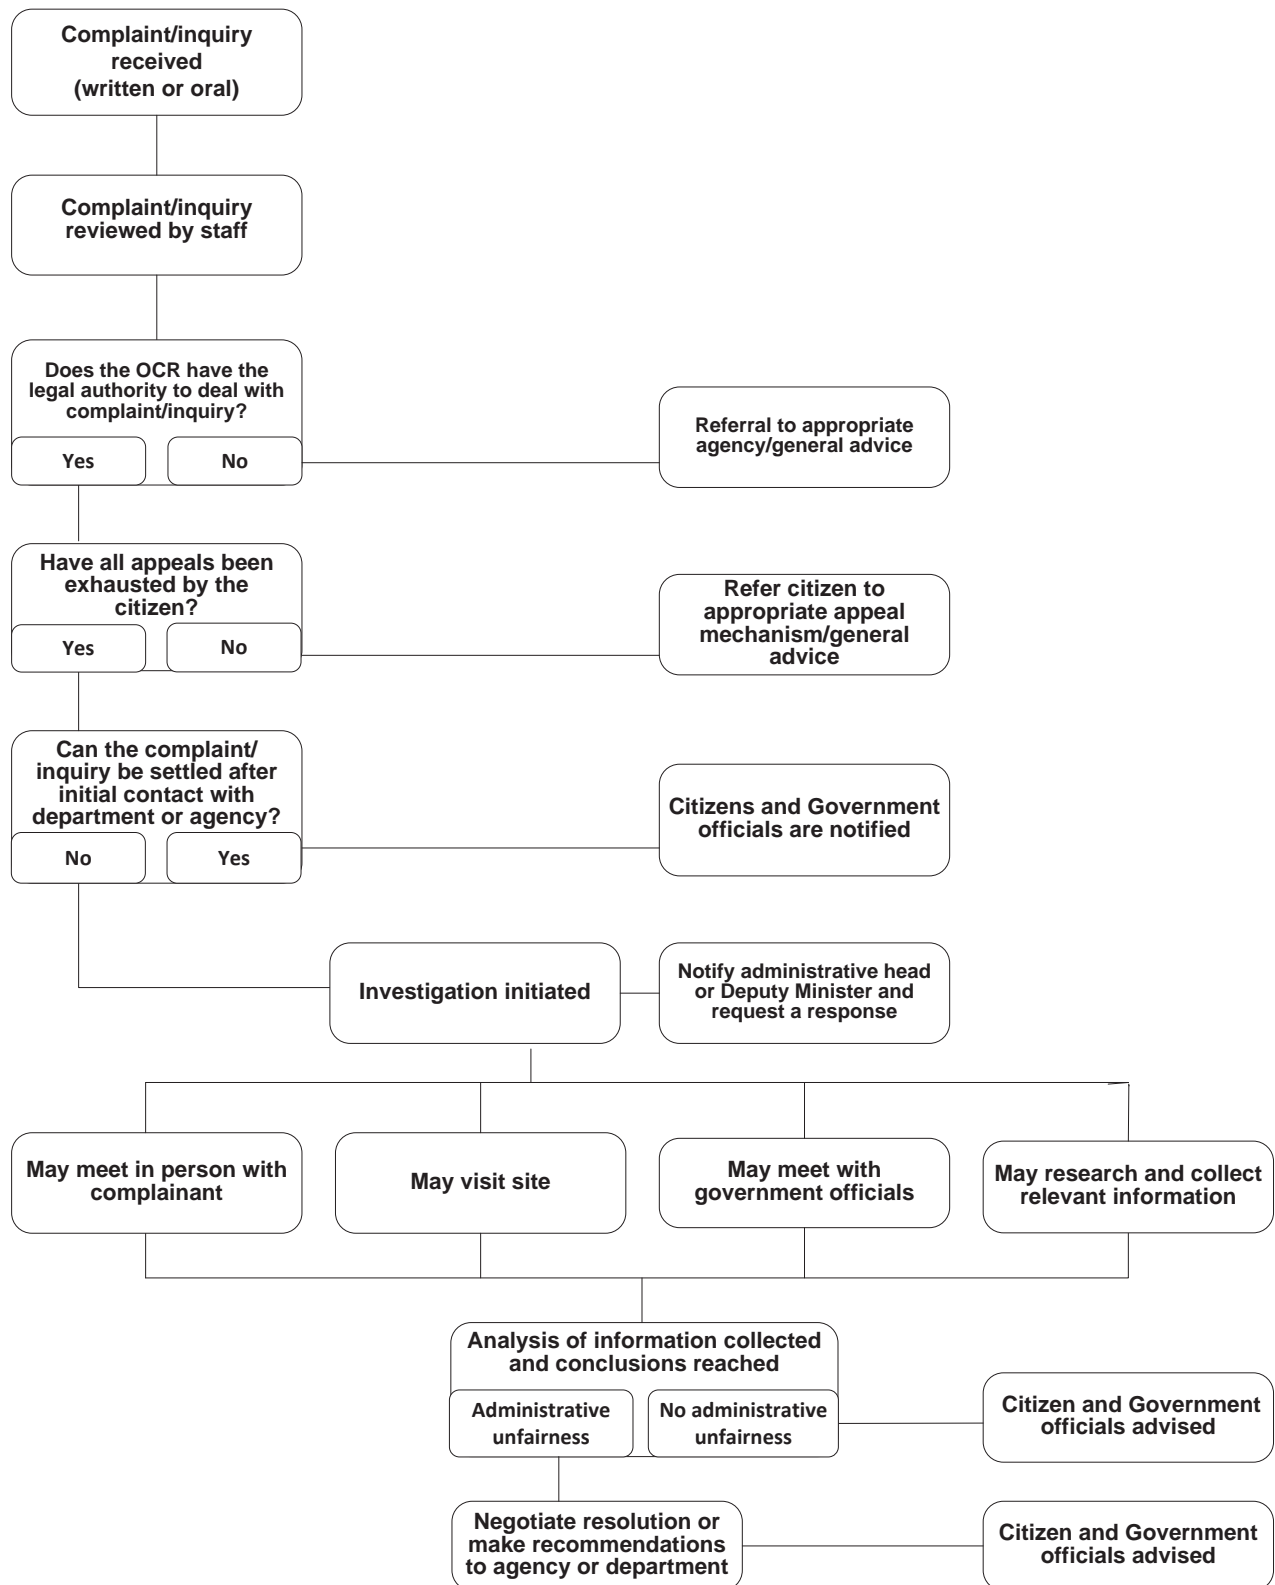 Complaint/inquiry
received
(written or oral)
Complaint/inquiry
reviewed by staff
Does the OCR have the
legal authority to deal with
complaint/inquiry?
Yes
No
Referral to appropriate
agency/general advice
Have all appeals been
exhausted by the
citizen?
Yes
No
Refer citizen to
appropriate appeal
mechanism/general
advice
Can the complaint/
inquiry be settled after
initial contact with
department or agency?
No
Yes
Citizens and Government
officials are notified
Investigation initiated
Notify administrative head
or Deputy Minister and
request a response
May meet in person with
complainant
May visit site
May meet with
government officials
May research and collect
relevant information
Analysis of information collected
and conclusions reached
Administrative
unfairness
No administrative
unfairness
Citizen and Government
officials advised
Negotiate resolution or
make recommendations
to agency or department
Citizen and Government
officials advised